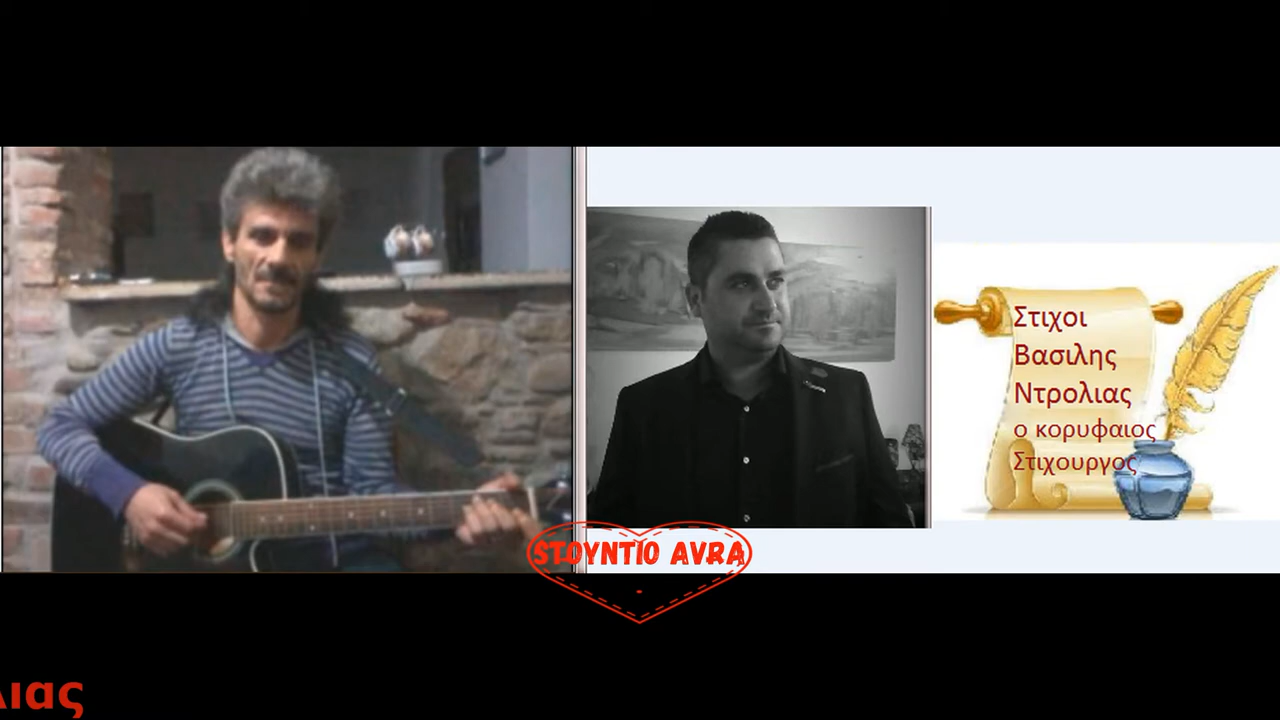 Στιχοι
Βασιλης
Ντρολιας
ο κορυφαιος
Στιχουργος
STOYNTIO AVRA
λιας